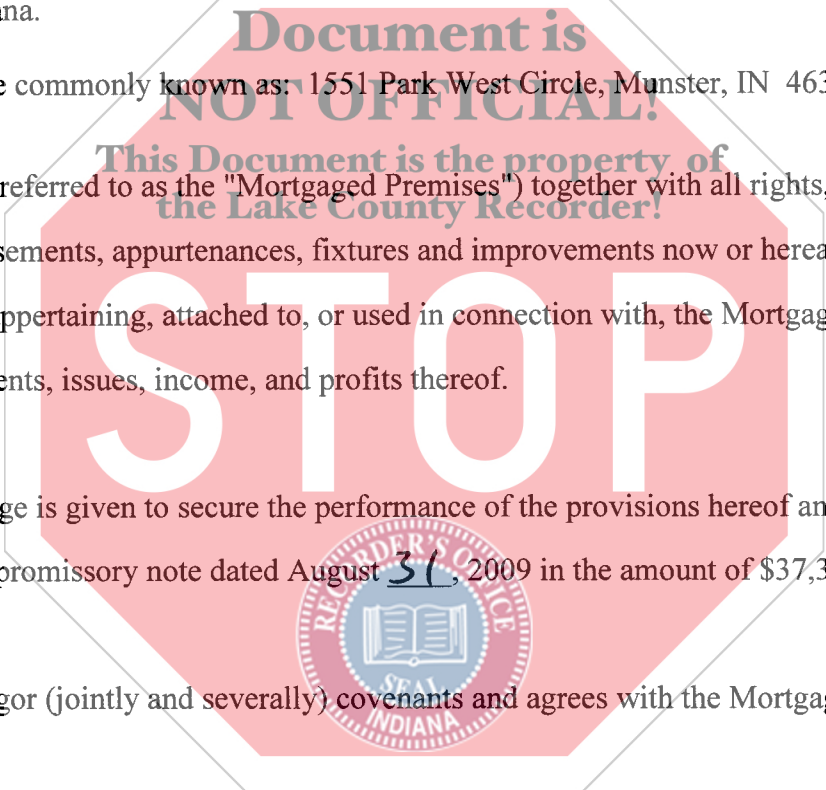 ana.
Document is
e commonly known as: 1551 Park West Circle, Munster, IN 463
NOT OFFICIAL!
This Document is the property of
referred to as the "Mortgaged Premises") together with all rights,
the Lake County Recorder!
sements, appurtenances, fixtures and improvements now or herea
ppertaining, attached to, or used in connection with, the Mortgag
ents, issues, income, and profits thereof.
STOP
ge is given to secure the performance of the provisions hereof an
promissory note dated August 31, 2009 in the amount of $37,3
RECORDER'S OFFICE
SEAL
INDIANA
gor (jointly and severally) covenants and agrees with the Mortgag